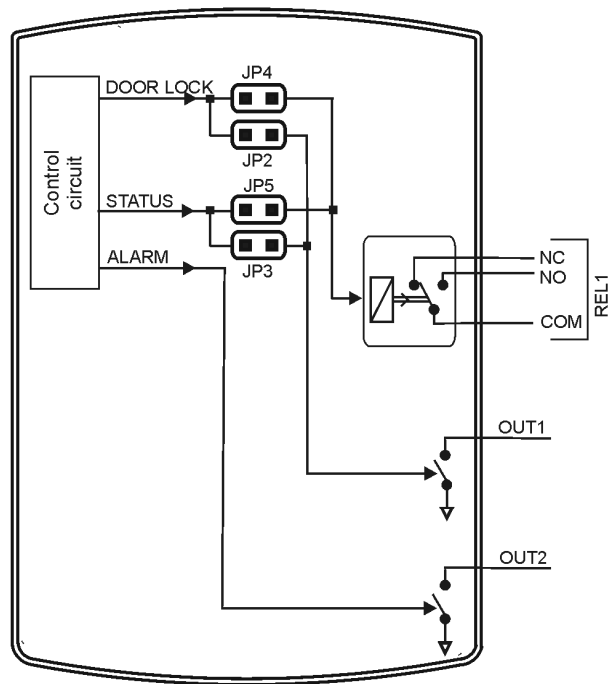 JP4
DOOR LOCK
JP2
Control
circuit
JP5
STATUS
JP3
ALARM
NC
NO
COM
REL1
OUT1
OUT2